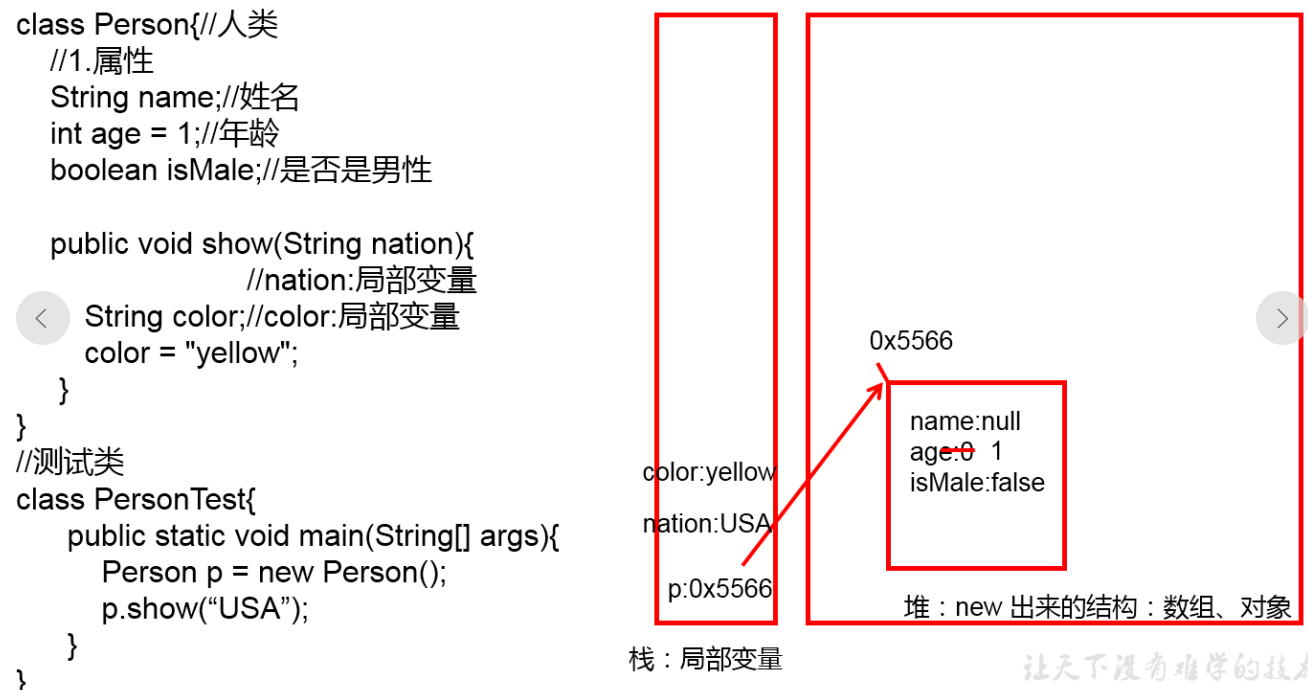 class Person{//人类
//1.属性
String name;//姓名
int age = 1;//年龄
boolean isMale;//是否是男性
public void show(String nation){
//nation:局部变量
String color;//color:局部变量
color = "yellow";
}
}
//测试类
class PersonTest{
public static void main(String[] args){
Person p = new Person();
p.show(“USA”);
}
}
color:yellow
nation:USA
p:0x5566
栈：局部变量
0x5566
name:null
age:0 1
isMale:false
堆：new 出来的结构：数组、对象
让天下没有难学的技术